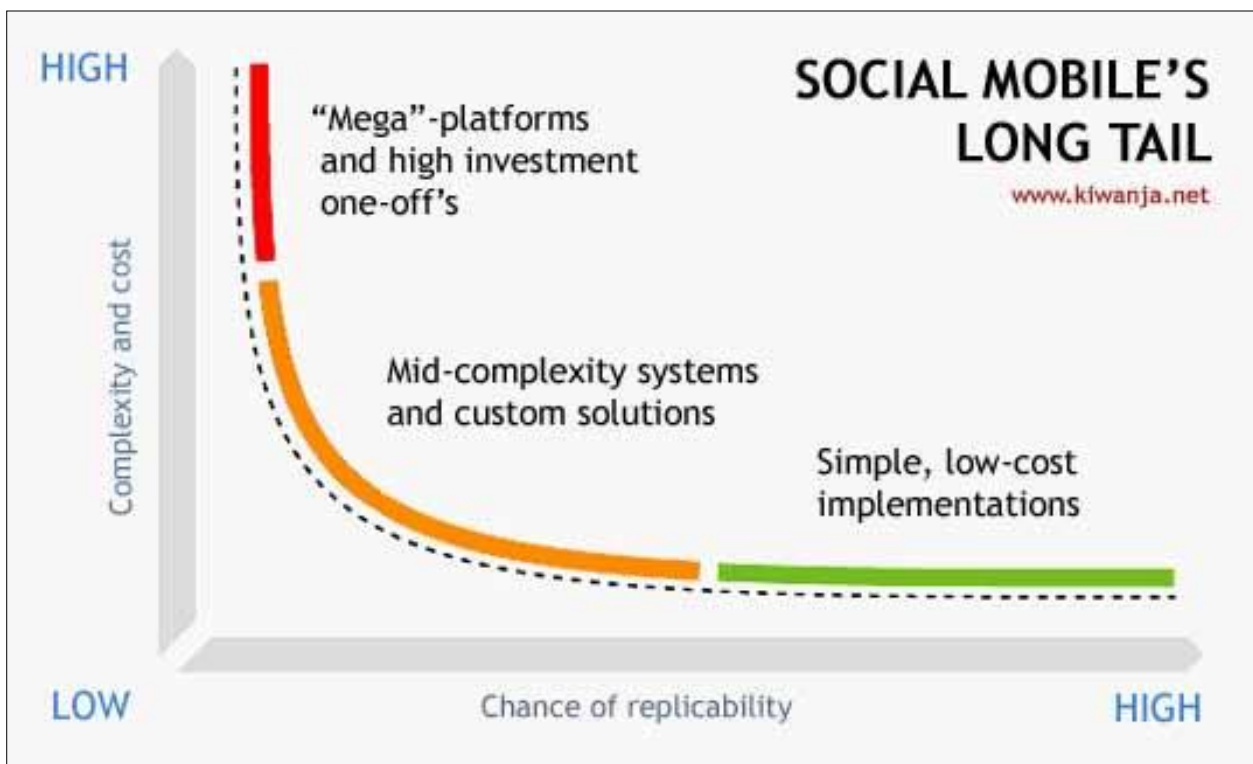 SOCIAL MOBILE'S
LONG TAIL
www.kiwanja.net
HIGH
“Mega”-platforms
and high investment
one-off's
Complexity and cost
Mid-complexity systems
and custom solutions
Simple, low-cost
implementations
LOW
Chance of replicability
HIGH